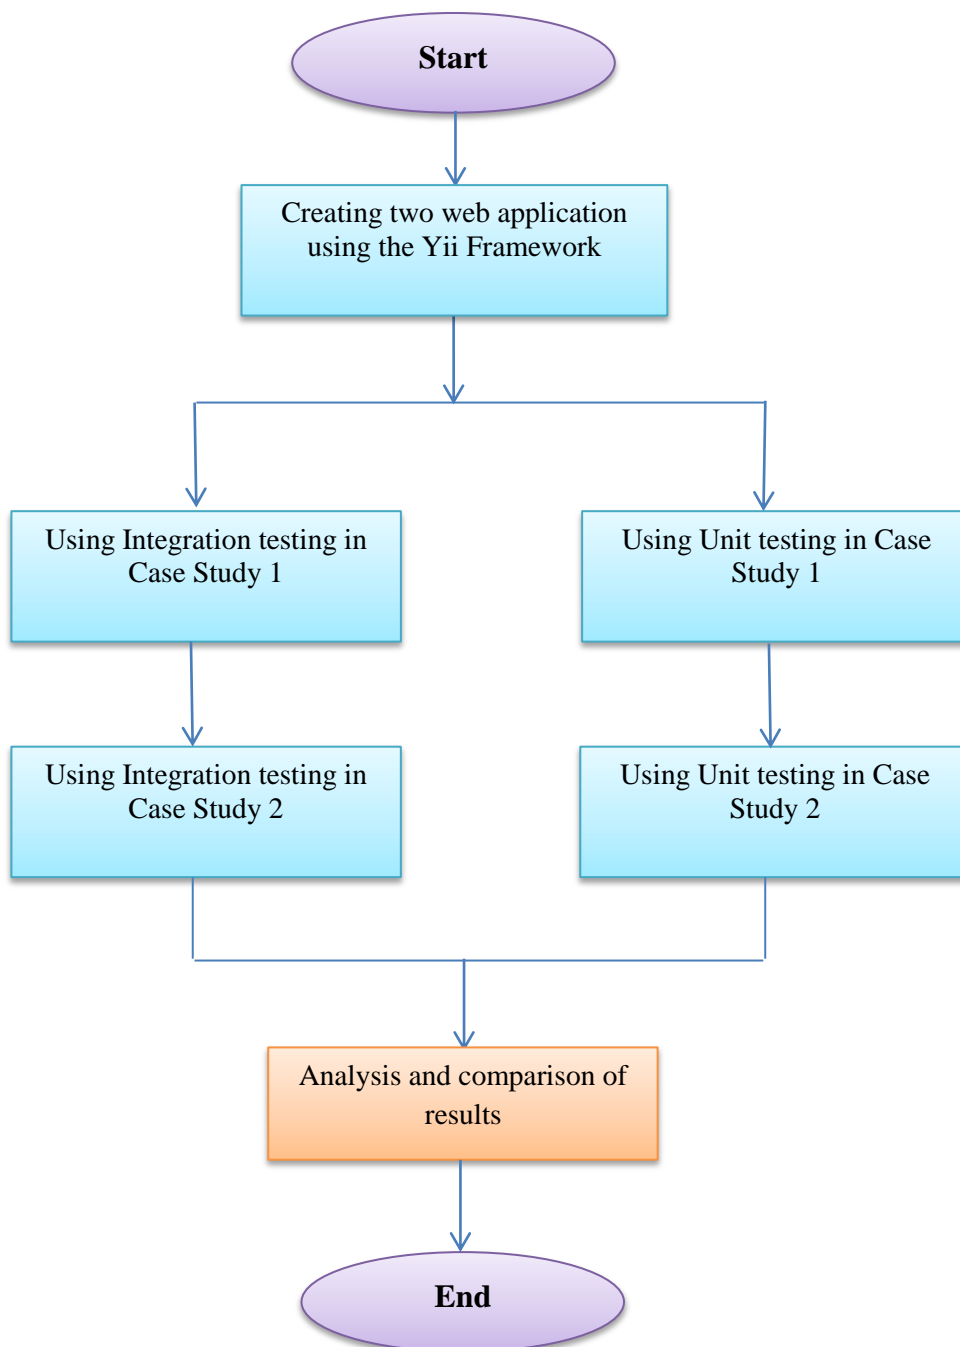 Start
Creating two web application
using the Yii Framework
Using Integration testing in
Case Study 1
Using Unit testing in Case
Study 1
Using Integration testing in
Case Study 2
Using Unit testing in Case
Study 2
Analysis and comparison of
results
End